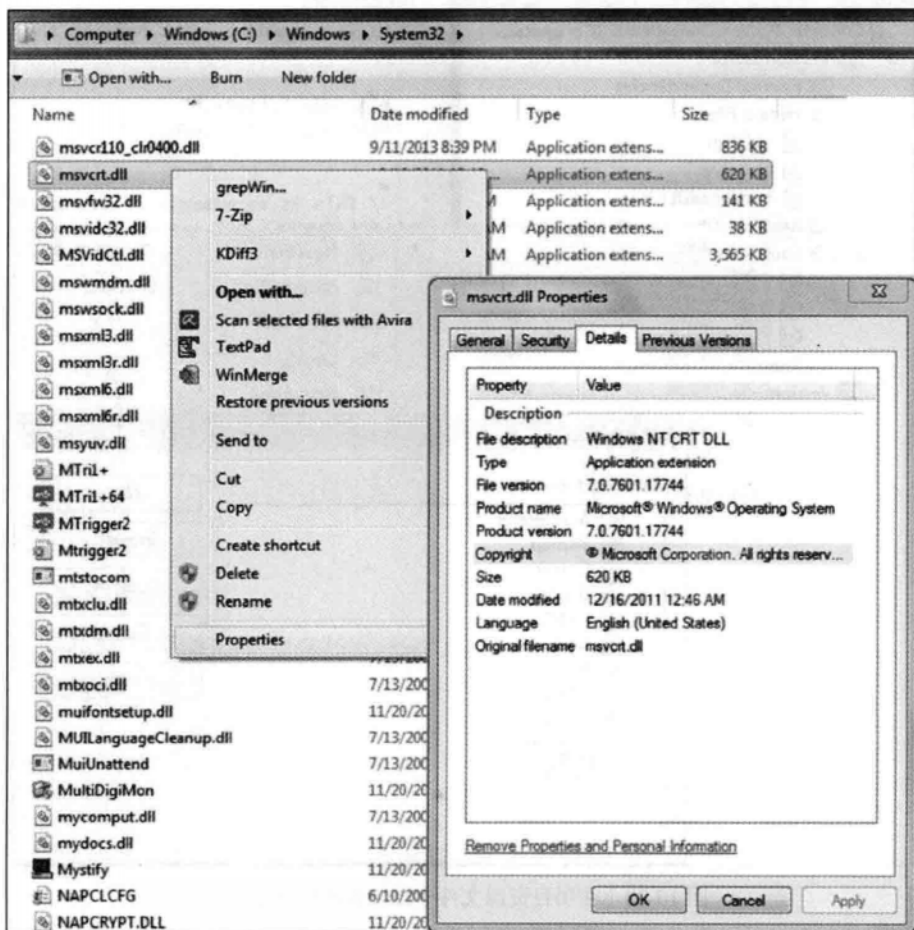 Computer Windows (C:) Windows System32
Open with... Burn New folder
Name Date modified Type Size
msvcr110_clr0400.dll 9/11/2013 8:39 PM Application extens... 836 KB
msvcrt.dll Application extens... 620 KB
msvfw32.dll M Application extens... 141 KB
msvidc32.dll AM Application extens... 38 KB
MSVidCtl.dll AM Application extens... 3,565 KB
mswmdm.dll
mswsock.dll
msxml3.dll
msxml3r.dll
msxml6.dll
msxml6r.dll
msyuv.dll
MTri1+
MTri1+64
MTrigger2
Mtrigger2
mtstocom
mtxclu.dll
mtxdm.dll
mtxex.dll
mtxoci.dll 7/13/200
muifontsetup.dll 11/20/20
MUILanguageCleanup.dll 7/13/200
MuiUnattend 7/13/200
MultiDigiMon 11/20/20
mycomput.dll 7/13/200
mydocs.dll 11/20/20
Mystify 11/20/20
NAPCLCFG 6/10/200
NAPCRYPT.DLL 11/20/20
grepWin...
7-Zip
KDiff3
Open with...
Scan selected files with Avira
TextPad
WinMerge
Restore previous versions
Send to
Cut
Copy
Create shortcut
Delete
Rename
Properties
msvcrt.dll Properties
General Security Details Previous Versions
Property Value
Description
File description Windows NT CRT DLL
Type Application extension
File version 7.0.7601.17744
Product name Microsoft® Windows® Operating System
Product version 7.0.7601.17744
Copyright © Microsoft Corporation. All rights reserv...
Size 620 KB
Date modified 12/16/2011 12:46 AM
Language English (United States)
Original filename msvcrt.dll
Remove Properties and Personal Information
OK Cancel Apply